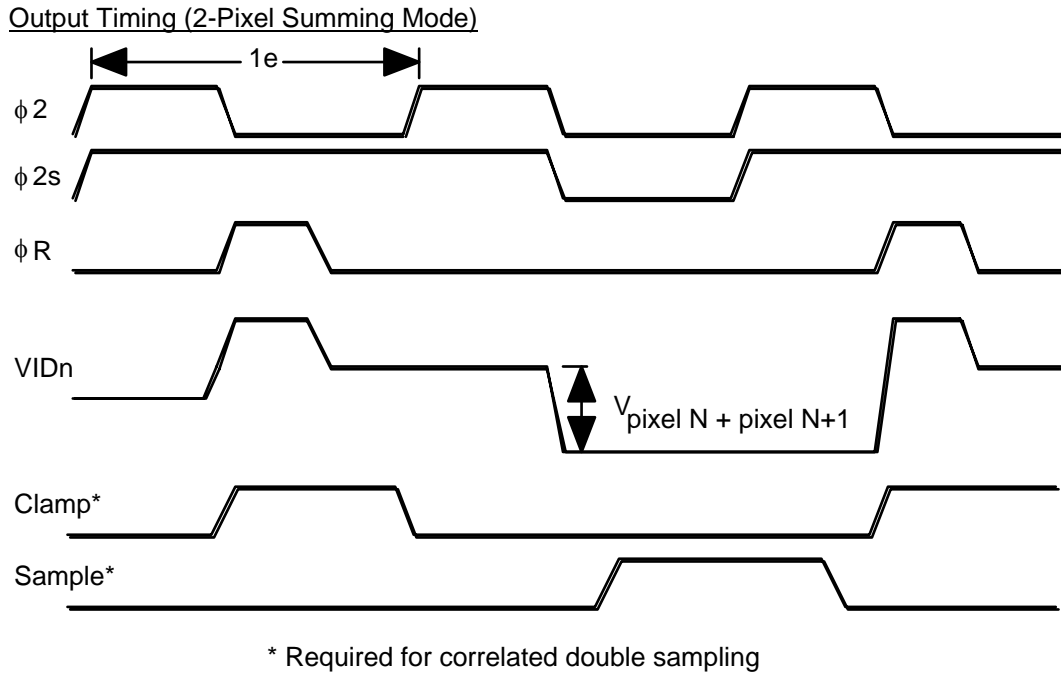 Output Timing (2-Pixel Summing Mode)
1e
ϕ2
ϕ2s
ϕR
VIDn
Vpixel N + pixel N+1
Clamp*
Sample*
* Required for correlated double sampling